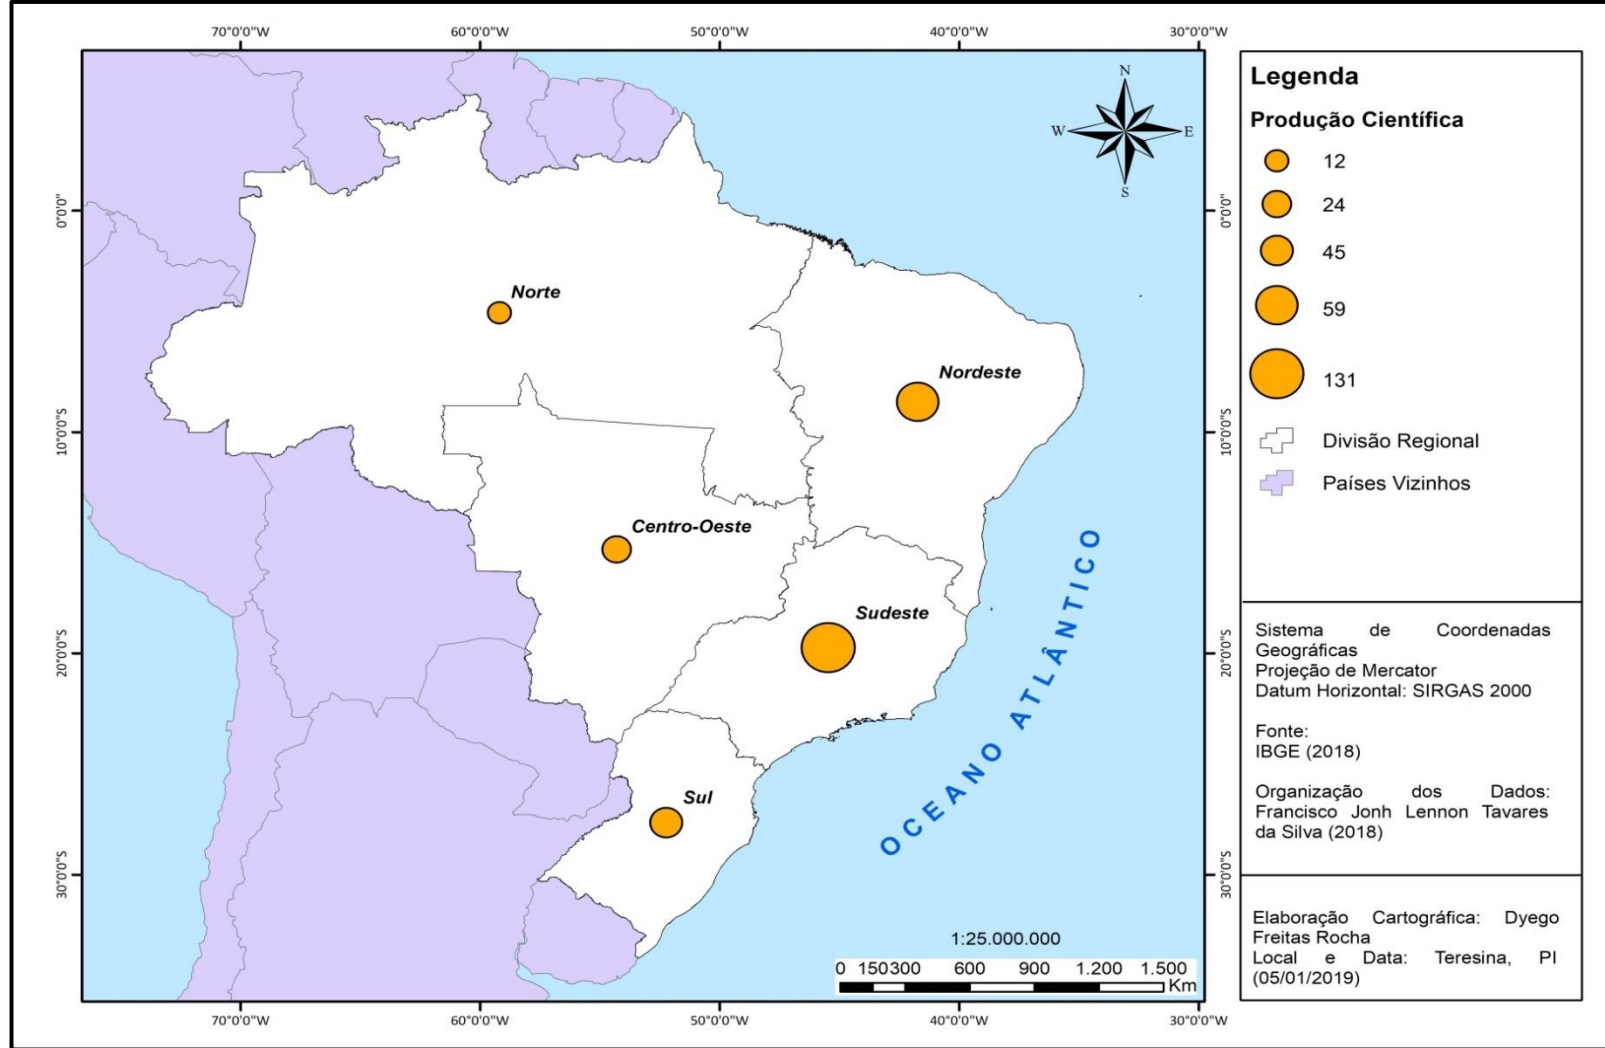 70°0'0"W 60°0'0"W 50°0'0"W 40°0'0"W 30°0'0"W
N
W E
S
0°0'0" 0°0'0"
Norte
Nordeste
10°0'0"S 10°0'0"S
Centro-Oeste
Sudeste
20°0'0"S 20°0'0"S
Sul
OCEANO ATLÂNTICO
30°0'0"S 30°0'0"S
1:25.000.000
0 150 300 600 900 1.200 1.500
Km
70°0'0"W 60°0'0"W 50°0'0"W 40°0'0"W 30°0'0"W
Legenda
Produção Científica
12
24
45
59
131
Divisão Regional
Países Vizinhos
Sistema de Coordenadas
Geográficas
Projeção de Mercator
Datum Horizontal: SIRGAS 2000
Fonte:
IBGE (2018)
Organização dos Dados:
Francisco Jonh Lennon Tavares
da Silva (2018)
Elaboração Cartográfica: Dyego
Freitas Rocha
Local e Data: Teresina, PI
(05/01/2019)